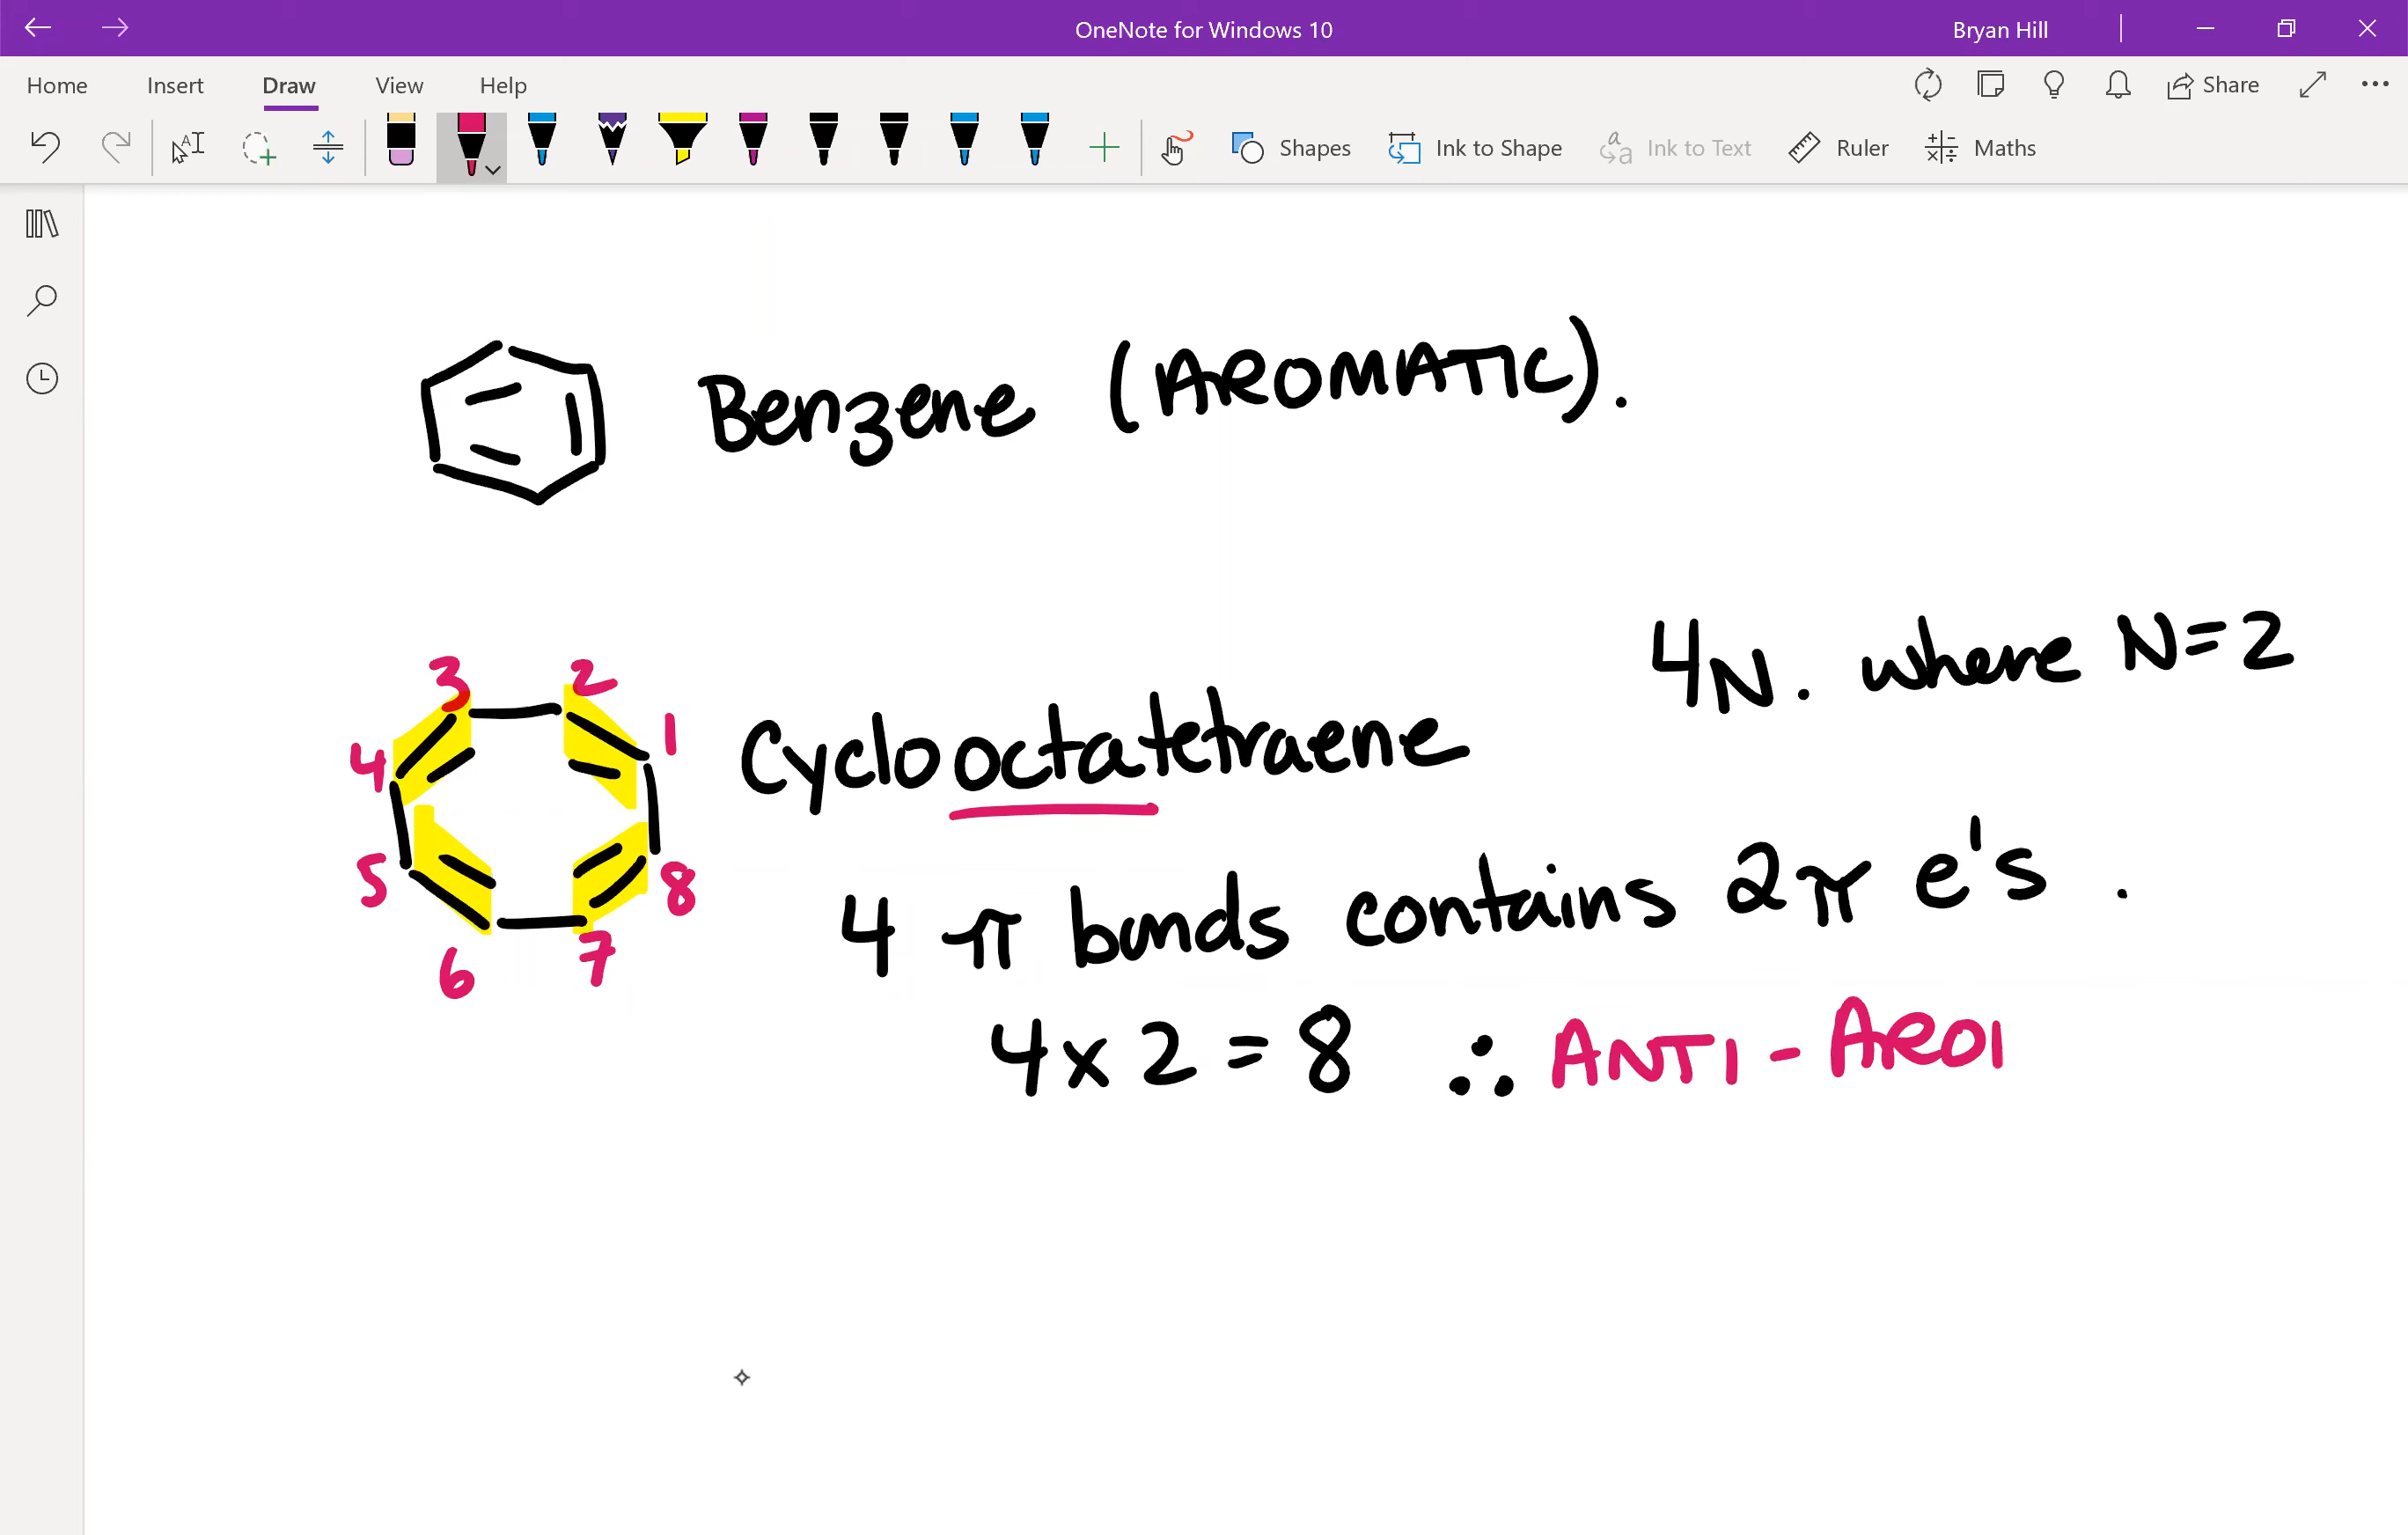 OneNote for Windows 10
Bryan Hill
Home Insert Draw View Help
Share
Shapes Ink to Shape Ink to Text Ruler Maths
Benzene (AROMATIC).
4N. where N=2
3 2
1
4
Cyclooctatetraene
5
8
4 π bonds contains 2π e's.
6
7
4 x 2 = 8 ∴ ANTI-AROI